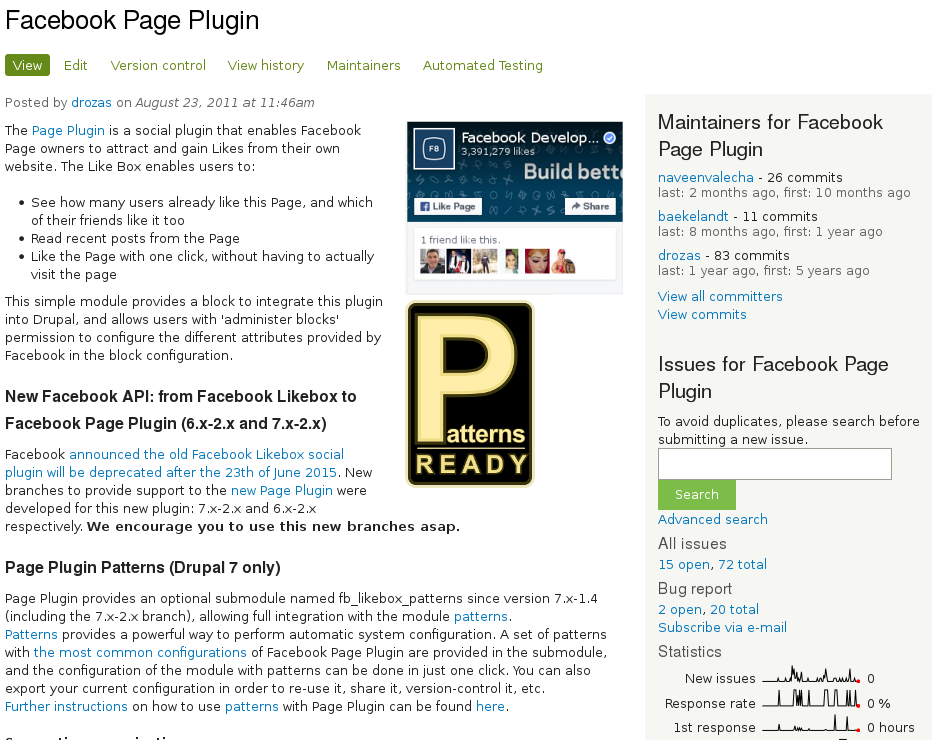 Facebook Page Plugin
View Edit Version control View history Maintainers Automated Testing
Posted by drozas on August 23, 2011 at 11:46am
The Page Plugin is a social plugin that enables Facebook
Page owners to attract and gain Likes from their own
website. The Like Box enables users to:
See how many users already like this Page, and which
of their friends like it too
Read recent posts from the Page
Like the Page with one click, without having to actually
visit the page
This simple module provides a block to integrate this plugin
into Drupal, and allows users with 'administer blocks'
permission to configure the different attributes provided by
Facebook in the block configuration.
F8
Facebook Develop...
3,391,279 likes
Build bette
Like Page
Share
1 friend like this.
Patterns
READY
New Facebook API: from Facebook Likebox to
Facebook Page Plugin (6.x-2.x and 7.x-2.x)
Facebook announced the old Facebook Likebox social
plugin will be deprecated after the 23th of June 2015. New
branches to provide support to the new Page Plugin were
developed for this new plugin: 7.x-2.x and 6.x-2.x
respectively. We encourage you to use this new branches asap.
Page Plugin Patterns (Drupal 7 only)
Page Plugin provides an optional submodule named fb_likebox_patterns since version 7.x-1.4
(including the 7.x-2.x branch), allowing full integration with the module patterns.
Patterns provides a powerful way to perform automatic system configuration. A set of patterns
with the most common configurations of Facebook Page Plugin are provided in the submodule,
and the configuration of the module with patterns can be done in just one click. You can also
export your current configuration in order to re-use it, share it, version-control it, etc.
Further instructions on how to use patterns with Page Plugin can be found here.
Maintainers for Facebook
Page Plugin
naveenvalecha - 26 commits
last: 2 months ago, first: 10 months ago
baekelandt - 11 commits
last: 8 months ago, first: 1 year ago
drozas - 83 commits
last: 1 year ago, first: 5 years ago
View all committers
View commits
Issues for Facebook Page
Plugin
To avoid duplicates, please search before
submitting a new issue.
Search
Advanced search
All issues
15 open, 72 total
Bug report
2 open, 20 total
Subscribe via e-mail
Statistics
New issues 0
Response rate 0 %
1st response 0 hours